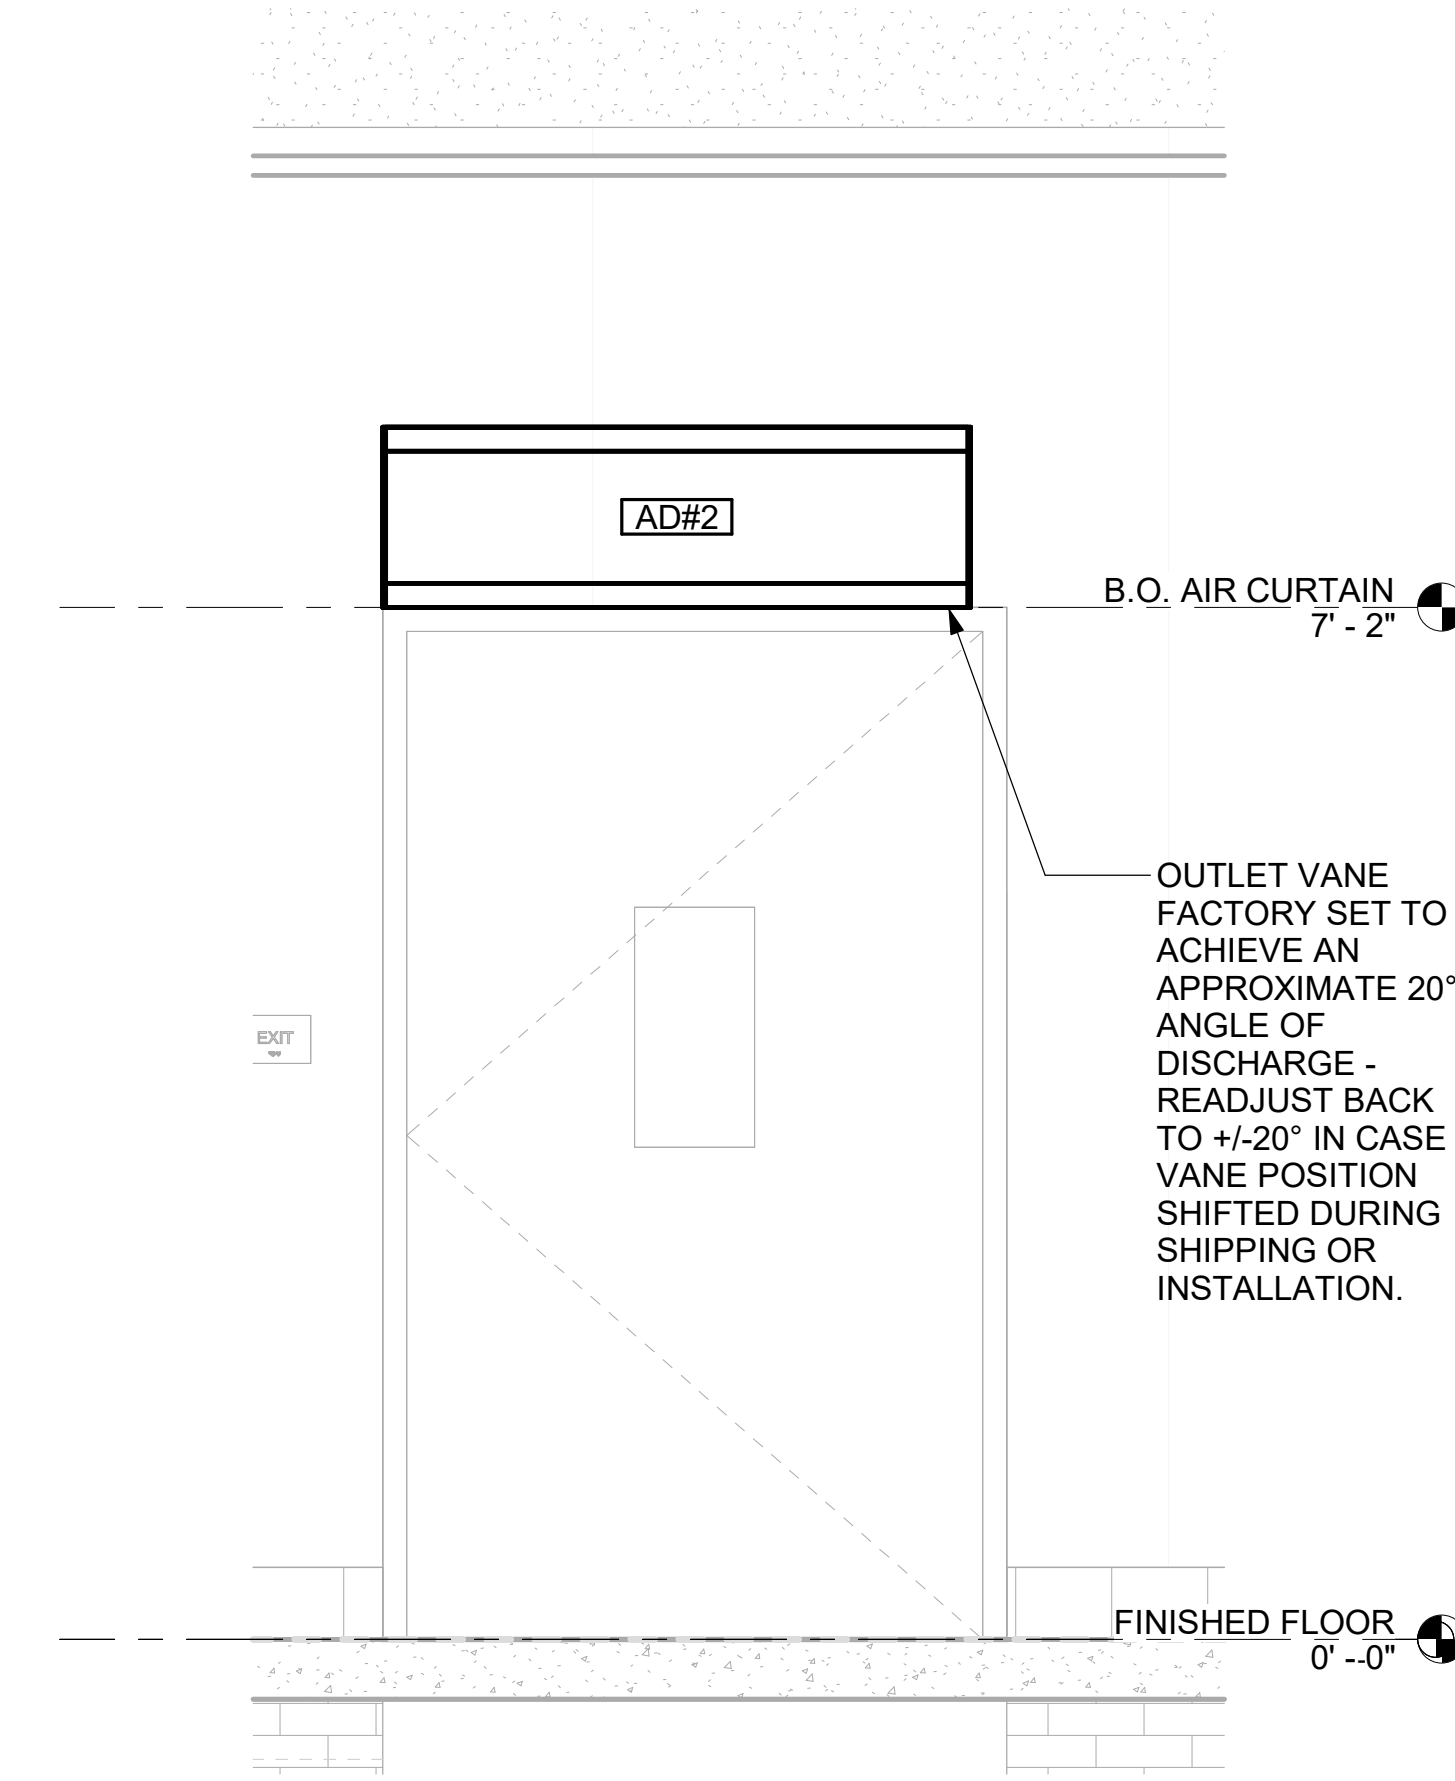 AD#2
B.O. AIR CURTAIN
7' - 2"
OUTLET VANE
FACTORY SET TO
ACHIEVE AN
APPROXIMATE 20°
ANGLE OF
DISCHARGE -
READJUST BACK
TO +/-20° IN CASE
VANE POSITION
SHIFTED DURING
SHIPPING OR
INSTALLATION.
EXIT
FINISHED FLOOR
0' - 0"